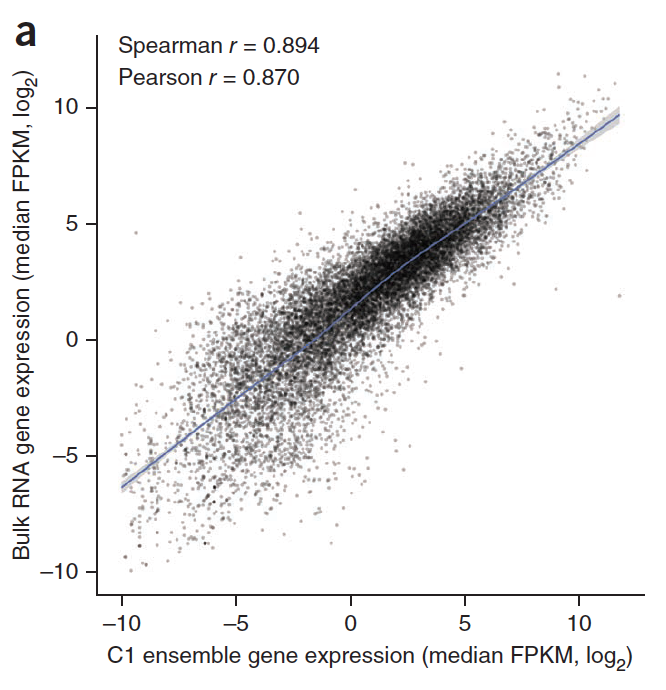 a
Spearman r = 0.894
Pearson r = 0.870
Bulk RNA gene expression (median FPKM, log2)
10
5
0
−5
−10
−10
−5
0
5
10
C1 ensemble gene expression (median FPKM, log2)